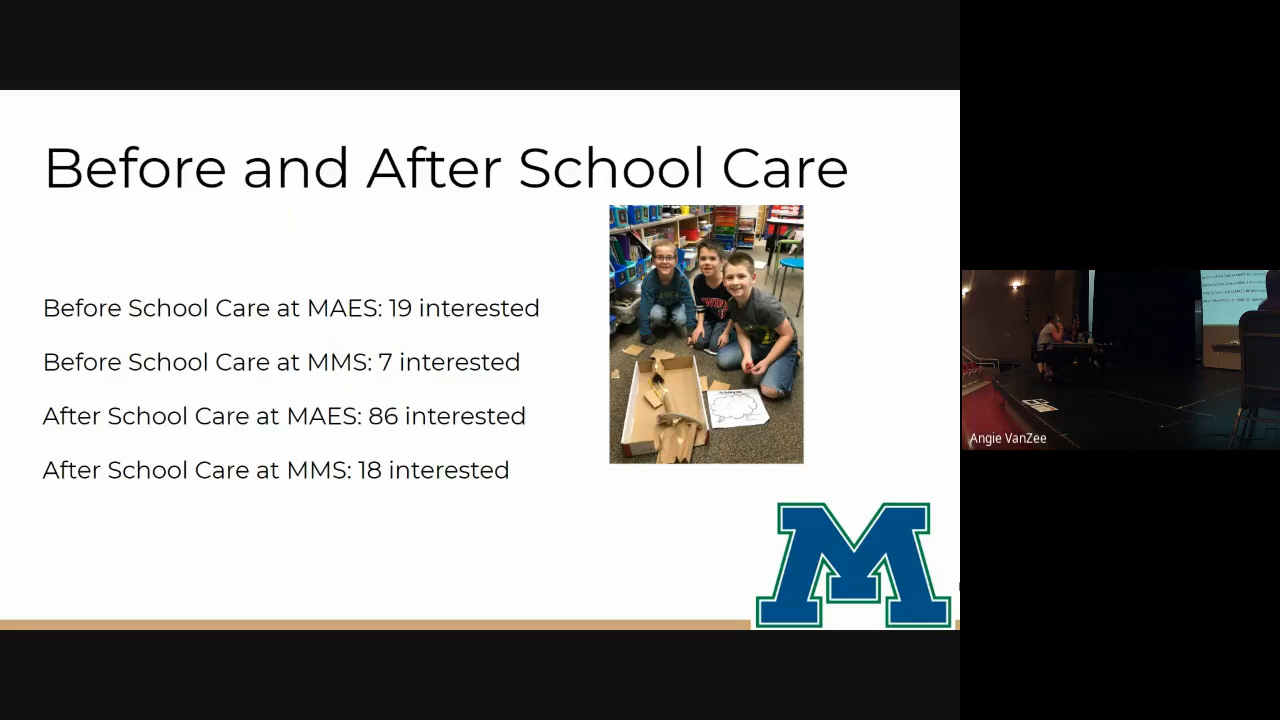 Before and After School Care
Before School Care at MAES: 19 interested
Before School Care at MMS: 7 interested
After School Care at MAES: 86 interested
After School Care at MMS: 18 interested
M
Angie VanZee